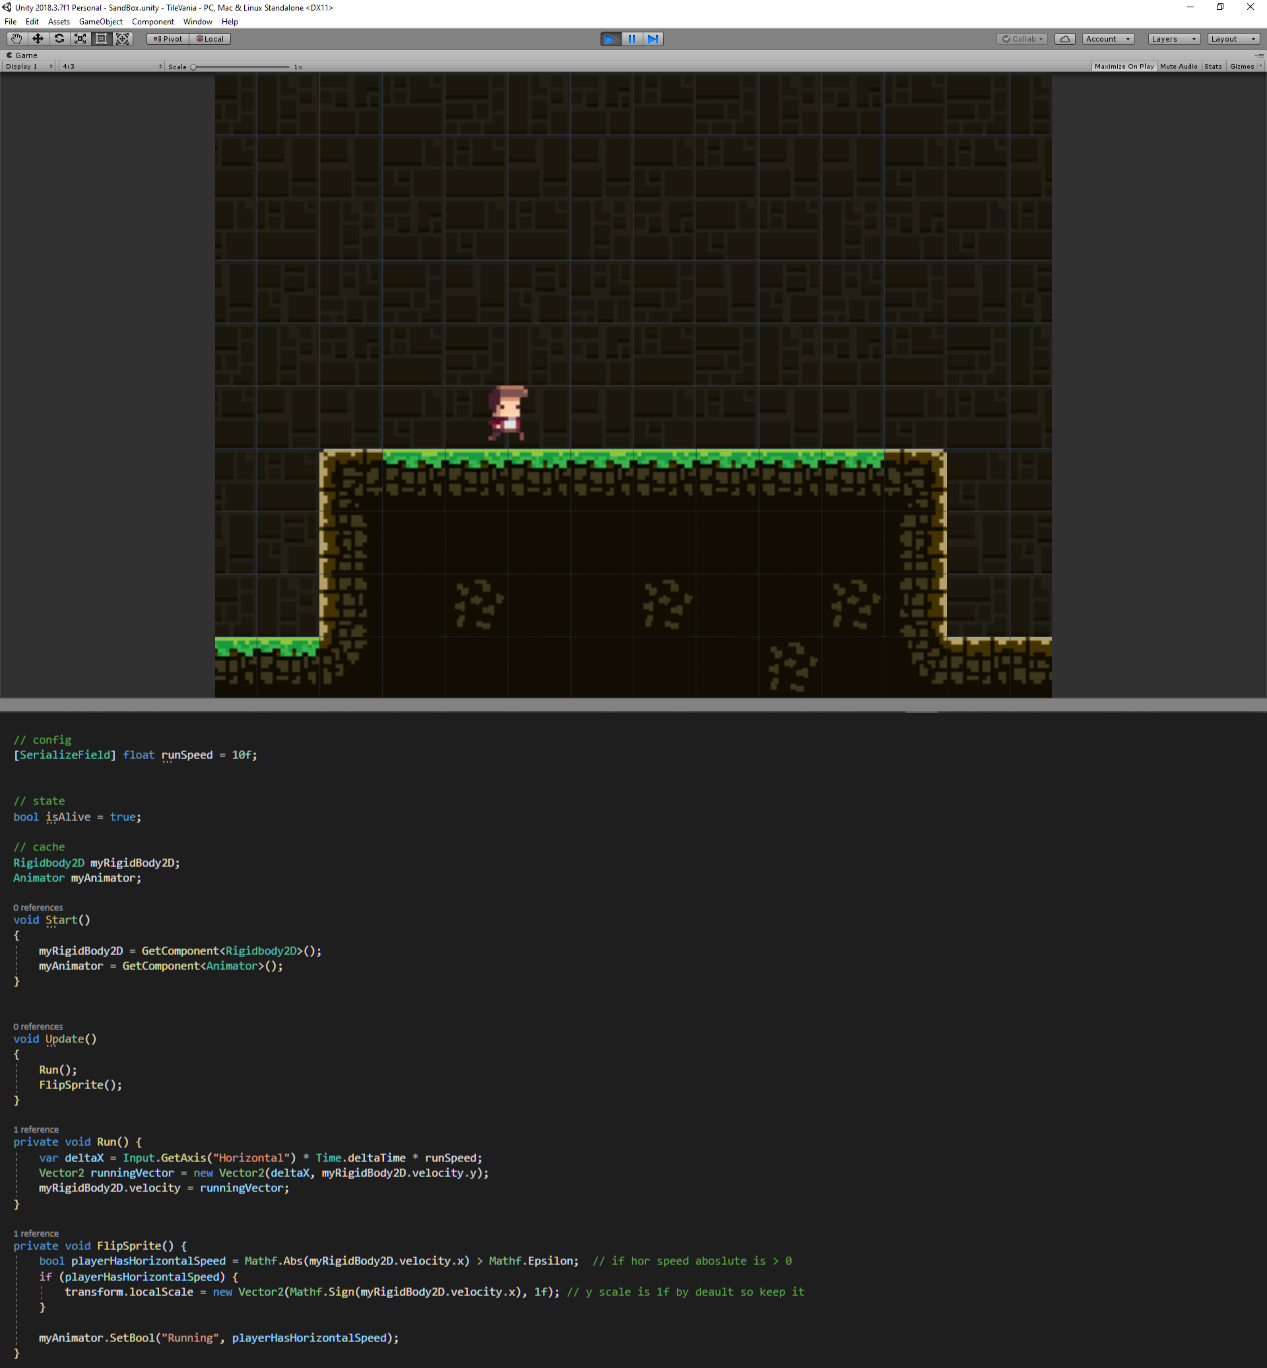 Unity 2018.3.7f1 Personal - SandBox.unity - TileVania - PC, Mac & Linux Standalone <DX11>
File Edit Assets GameObject Component Window Help
Pivot Local Collab Account Layers Layout
Game
Display 1 4:3 Scale 1x Maximize On Play Mute Audio Stats Gizmos
// config
[SerializeField] float runSpeed = 10f;
// state
bool isAlive = true;
// cache
Rigidbody2D myRigidBody2D;
Animator myAnimator;
0 references
void Start()
{
myRigidBody2D = GetComponent<Rigidbody2D>();
myAnimator = GetComponent<Animator>();
}
0 references
void Update()
{
Run();
FlipSprite();
}
1 reference
private void Run() {
var deltaX = Input.GetAxis("Horizontal") * Time.deltaTime * runSpeed;
Vector2 runningVector = new Vector2(deltaX, myRigidBody2D.velocity.y);
myRigidBody2D.velocity = runningVector;
}
1 reference
private void FlipSprite() {
bool playerHasHorizontalSpeed = Mathf.Abs(myRigidBody2D.velocity.x) > Mathf.Epsilon;  // if hor speed aboslute is > 0
if (playerHasHorizontalSpeed) {
transform.localScale = new Vector2(Mathf.Sign(myRigidBody2D.velocity.x), 1f); // y scale is 1f by deault so keep it
}
myAnimator.SetBool("Running", playerHasHorizontalSpeed);
}